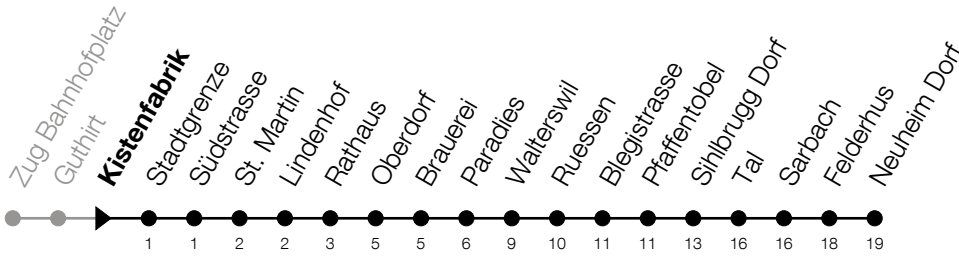 Zug Bahnhofplatz
Guthirt
Kistenfabrik
Stadtgrenze
Südstrasse
St. Martin
Lindenhof
Rathaus
Oberdorf
Brauerei
Paradies
Walterswil
Ruessen
Blegistrasse
Pfaffentobel
Sihlbrugg Dorf
Tal
Sarbach
Felderhus
Neuheim Dorf
1 1 2 2 3 5 5 6 9 10 11 11 13 16 16 18 19